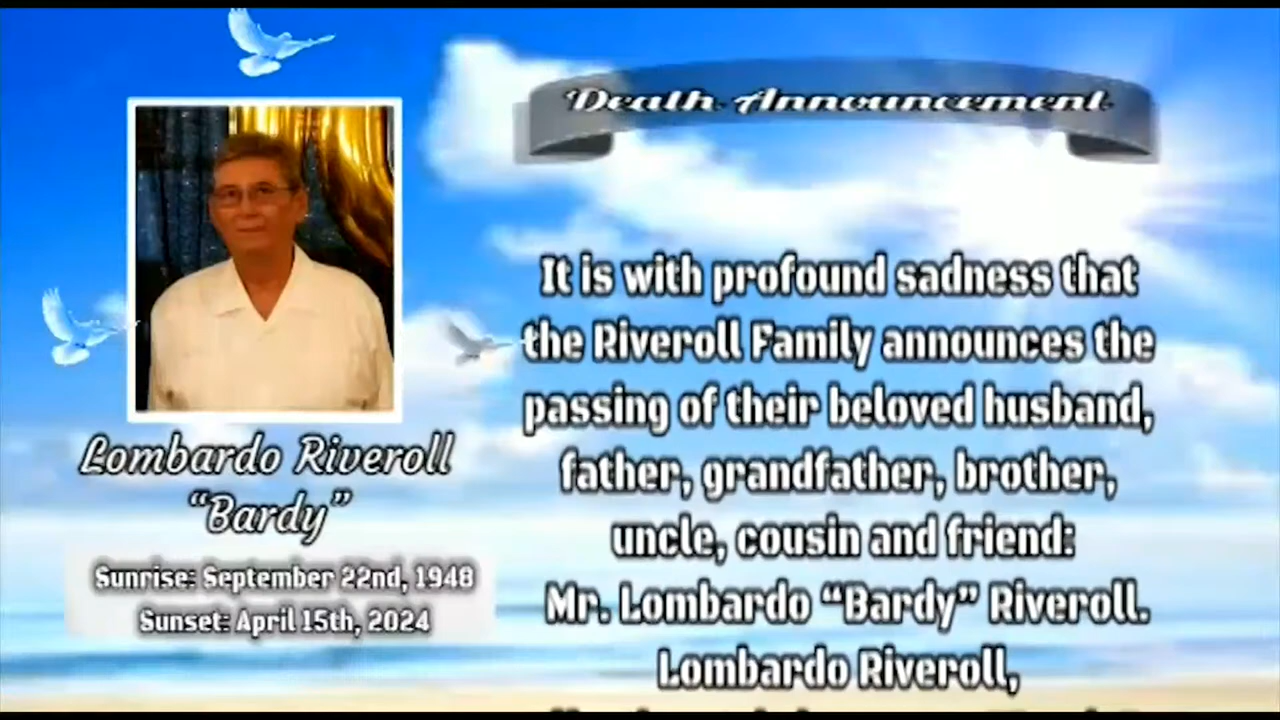 Death Announcement
Lombardo Riveroll
“Bardy”
Sunrise: September 22nd, 1948
Sunset: April 15th, 2024
It is with profound sadness that
the Riveroll Family announces the
passing of their beloved husband,
father, grandfather, brother,
uncle, cousin and friend:
Mr. Lombardo “Bardy” Riveroll.
Lombardo Riveroll,